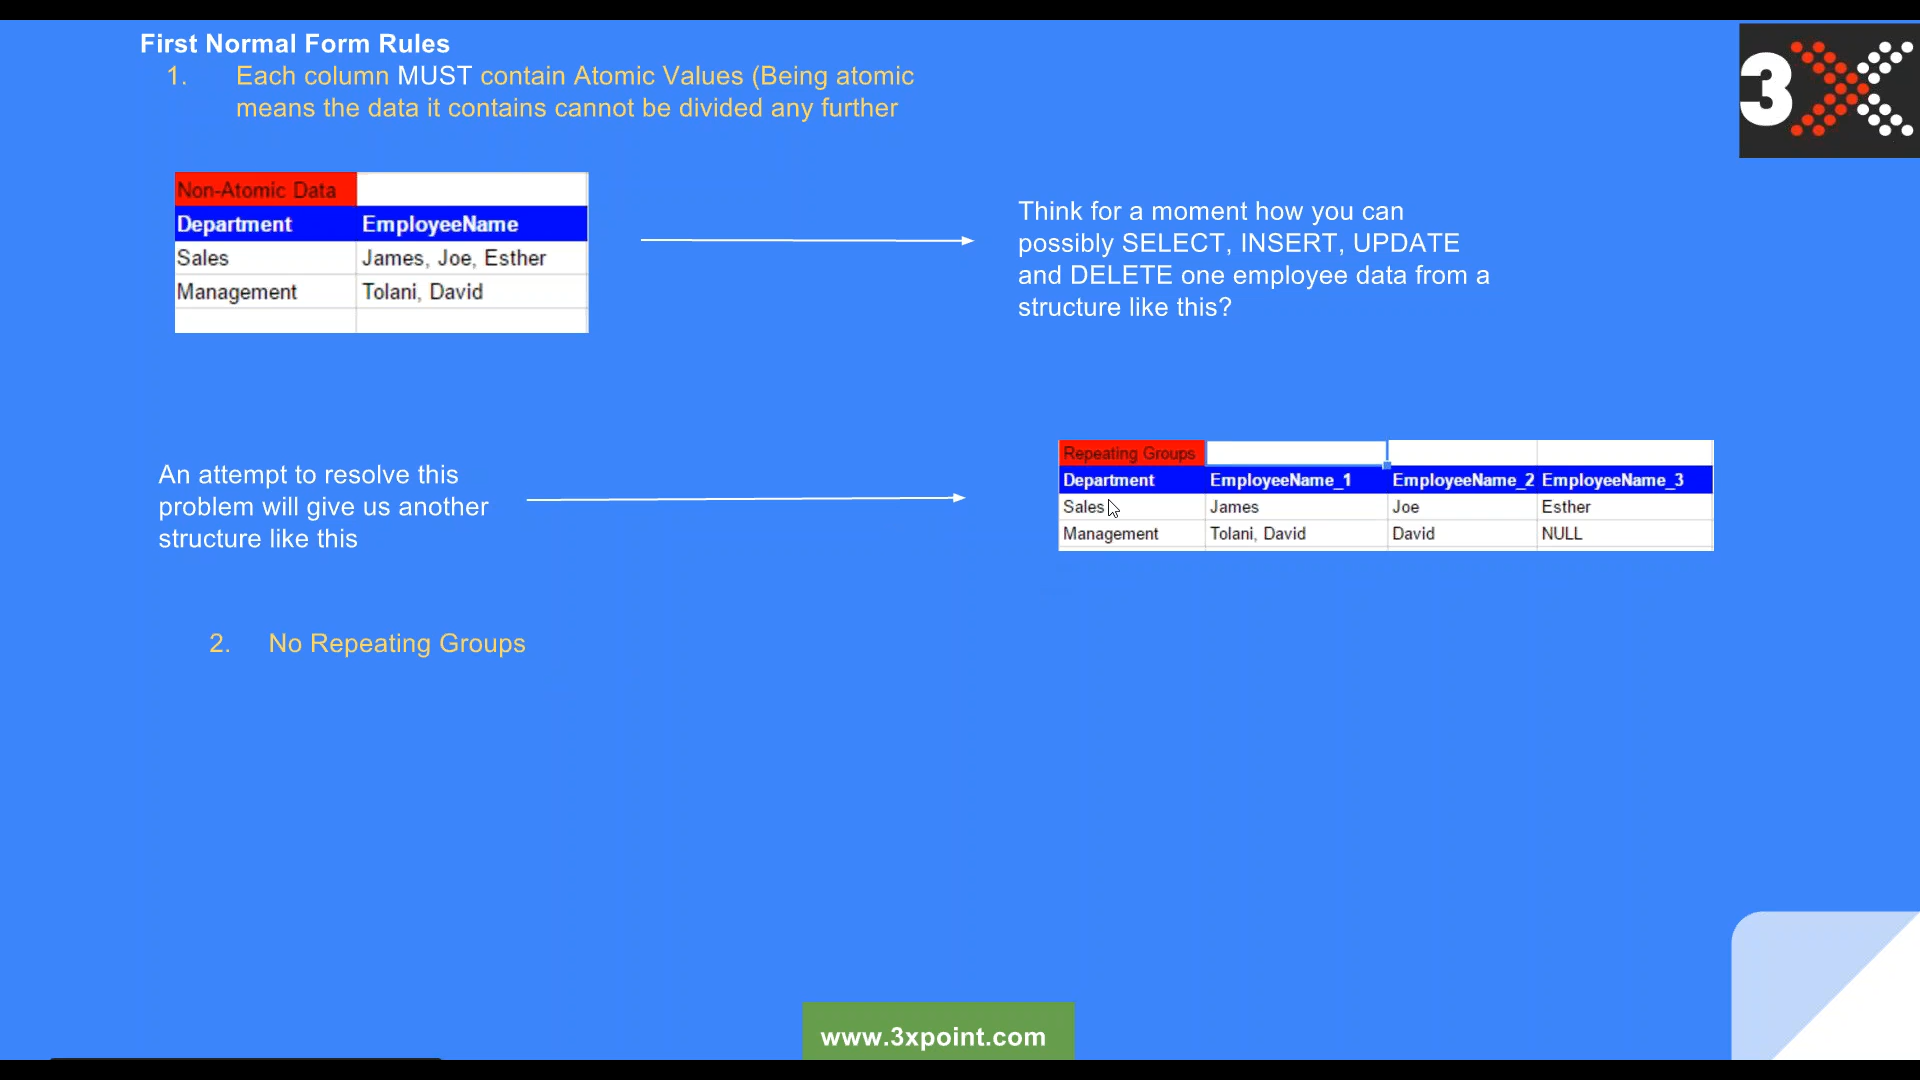 First Normal Form Rules
1. Each column MUST contain Atomic Values (Being atomic
means the data it contains cannot be divided any further
3X
Non-Atomic Data
Department EmployeeName
Sales James, Joe, Esther
Management Tolani, David
Think for a moment how you can
possibly SELECT, INSERT, UPDATE
and DELETE one employee data from a
structure like this?
An attempt to resolve this
problem will give us another
structure like this
Repeating Groups
Department EmployeeName_1 EmployeeName_2 EmployeeName_3
Sales James Joe Esther
Management Tolani, David David NULL
2. No Repeating Groups
www.3xpoint.com